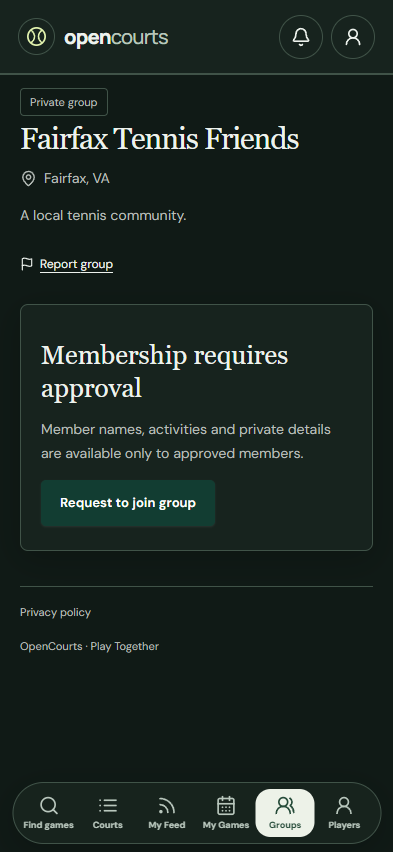 opencourts
Private group
Fairfax Tennis Friends
Fairfax, VA
A local tennis community.
Report group
Membership requires
approval
Member names, activities and private details
are available only to approved members.
Request to join group
Privacy policy
OpenCourts · Play Together
Find games
Courts
My Feed
My Games
Groups
Players